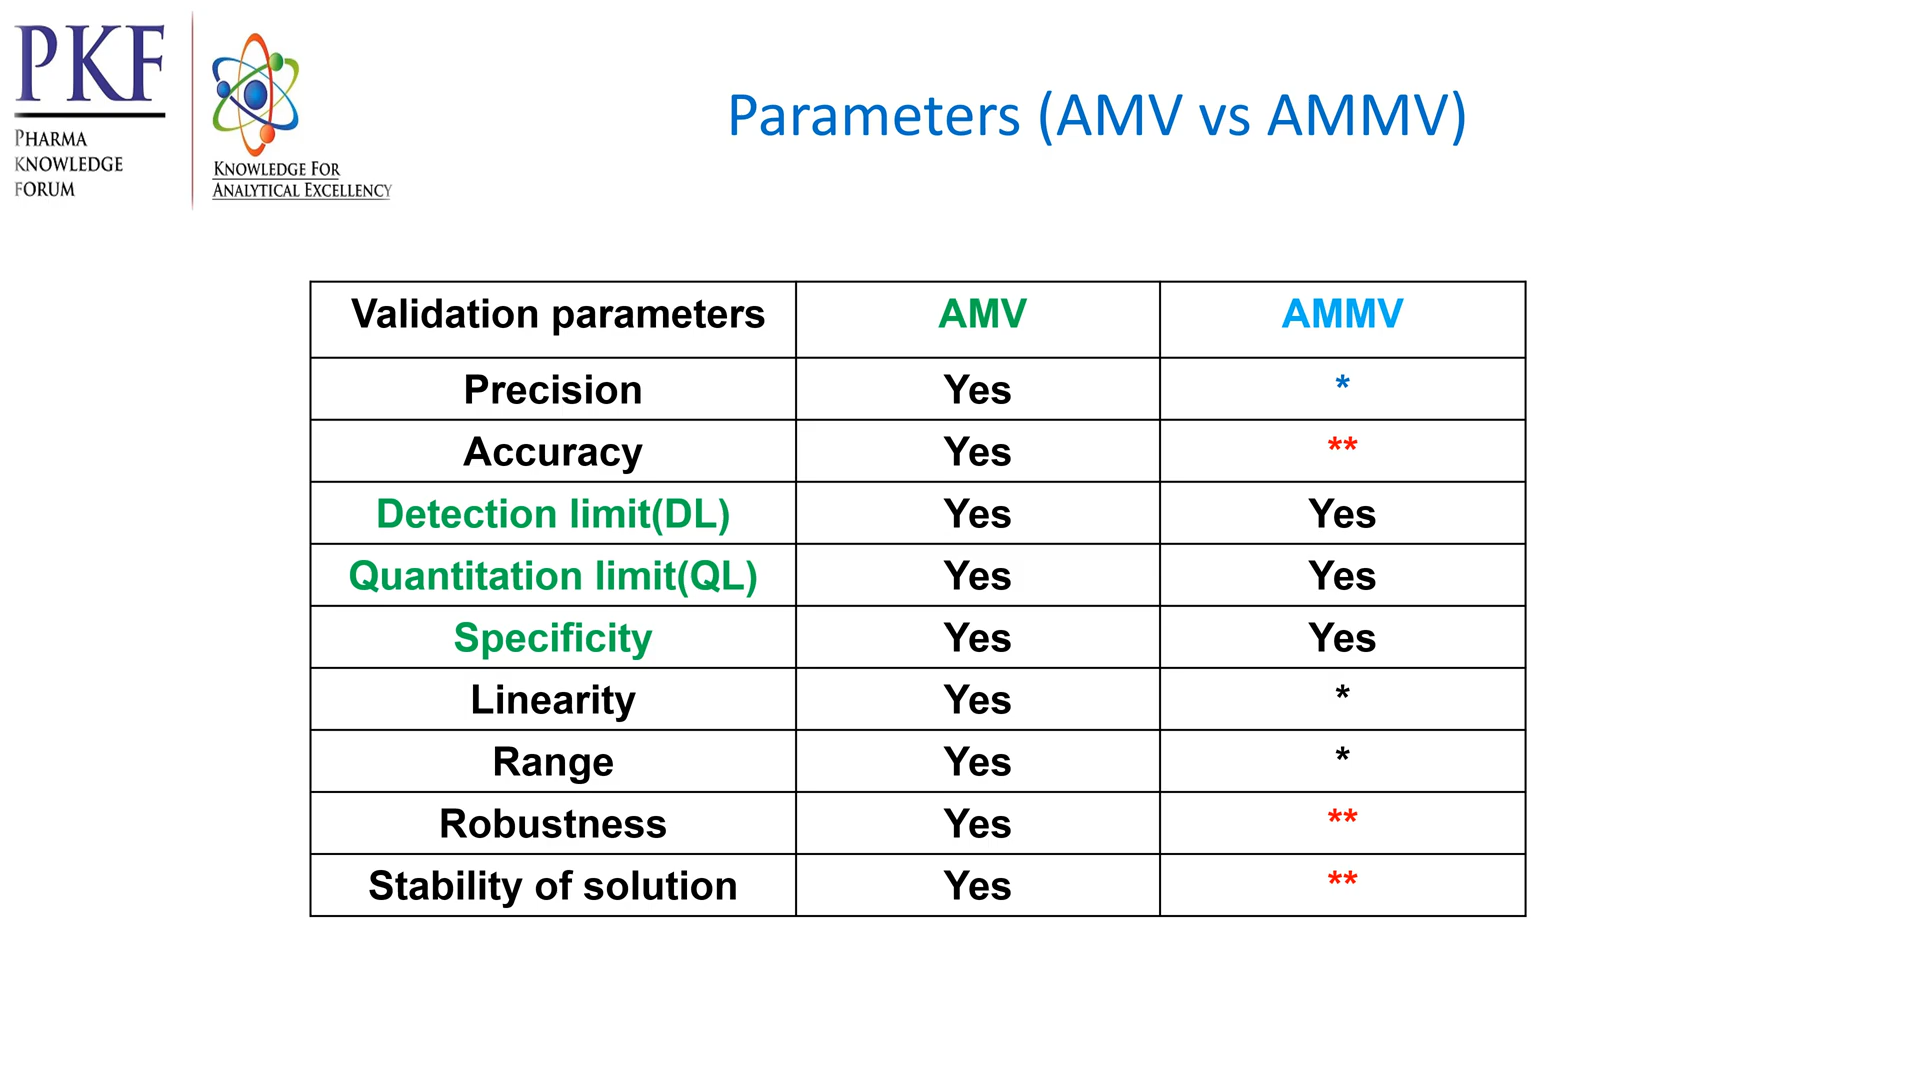 PKF
PHARMA
KNOWLEDGE
FORUM
KNOWLEDGE FOR
ANALYTICAL EXCELLENCY
Parameters (AMV vs AMMV)
Validation parameters AMV AMMV
Precision Yes *
Accuracy Yes **
Detection limit(DL) Yes Yes
Quantitation limit(QL) Yes Yes
Specificity Yes Yes
Linearity Yes *
Range Yes *
Robustness Yes **
Stability of solution Yes **